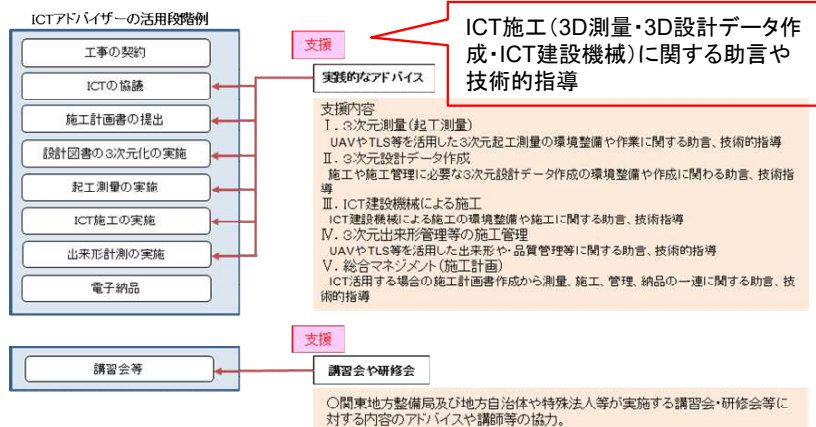 ICTアドバイザーの活用段階例
工事の契約
ICTの協議
施工計画書の提出
設計図書の3次元化の実施
起工測量の実施
ICT施工の実施
出来形計測の実施
電子納品
支援
実践的なアドバイス
ICT施工(3D測量・3D設計データ作
成・ICT建設機械)に関する助言や
技術的指導
支援内容
Ⅰ．3次元測量(起工測量)
UAVやTLS等を活用した3次元起工測量の環境整備や作業に関する助言、技術的指導
Ⅱ．3次元設計データ作成
施工や施工管理に必要な3次元設計データ作成の環境整備や作成に関わる助言、技術指
導
Ⅲ．ICT建設機械による施工
ICT建設機械による施工の環境整備や施工に関する助言、技術指導
Ⅳ．3次元出来形管理等の施工管理
UAVやTLS等を活用した出来形や・品質管理等に関する助言、技術的指導
Ⅴ．総合マネジメント(施工計画)
ICT活用する場合の施工計画書作成から測量、施工、管理、納品の一連に関する助言、技
術的指導
支援
講習会等
講習会や研修会
○関東地方整備局及び地方自治体や特殊法人等が実施する講習会・研修会等に
対する内容のアドバイスや講師等の協力。